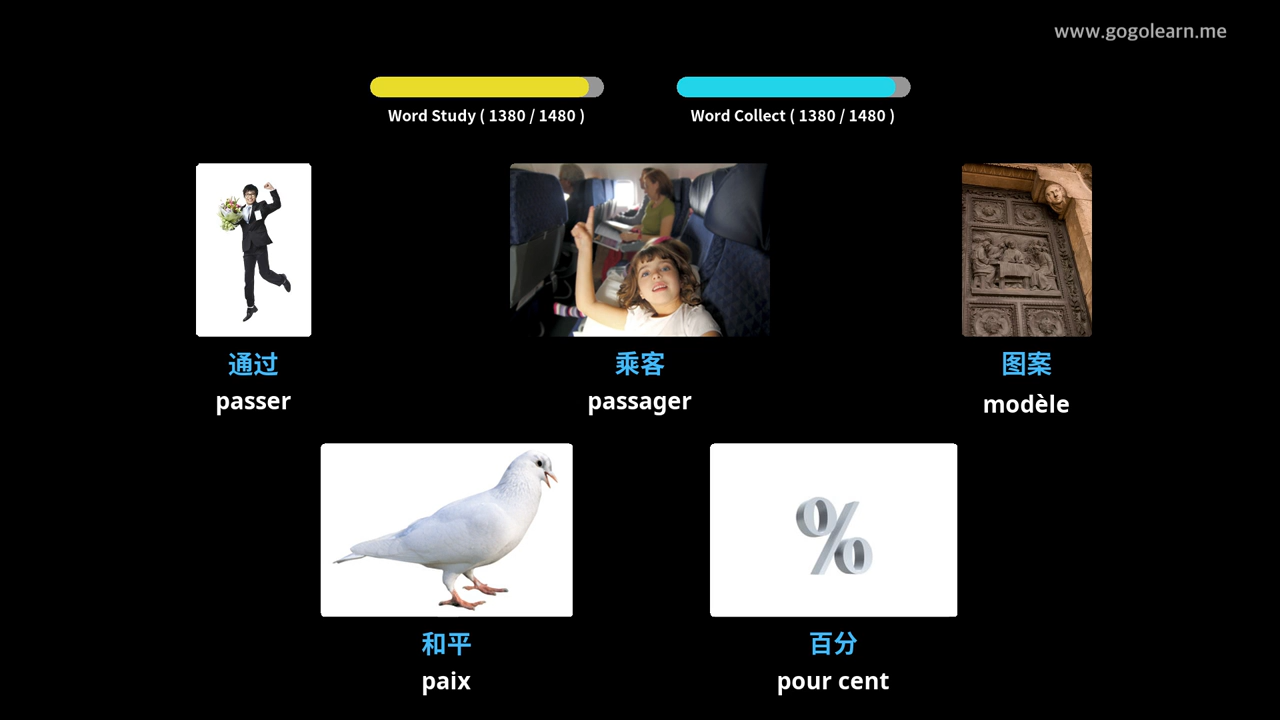 www.gogolearn.me
Word Study ( 1380 / 1480 )
Word Collect ( 1380 / 1480 )
通过
passer
乘客
passager
图案
modèle
%
和平
paix
百分
pour cent